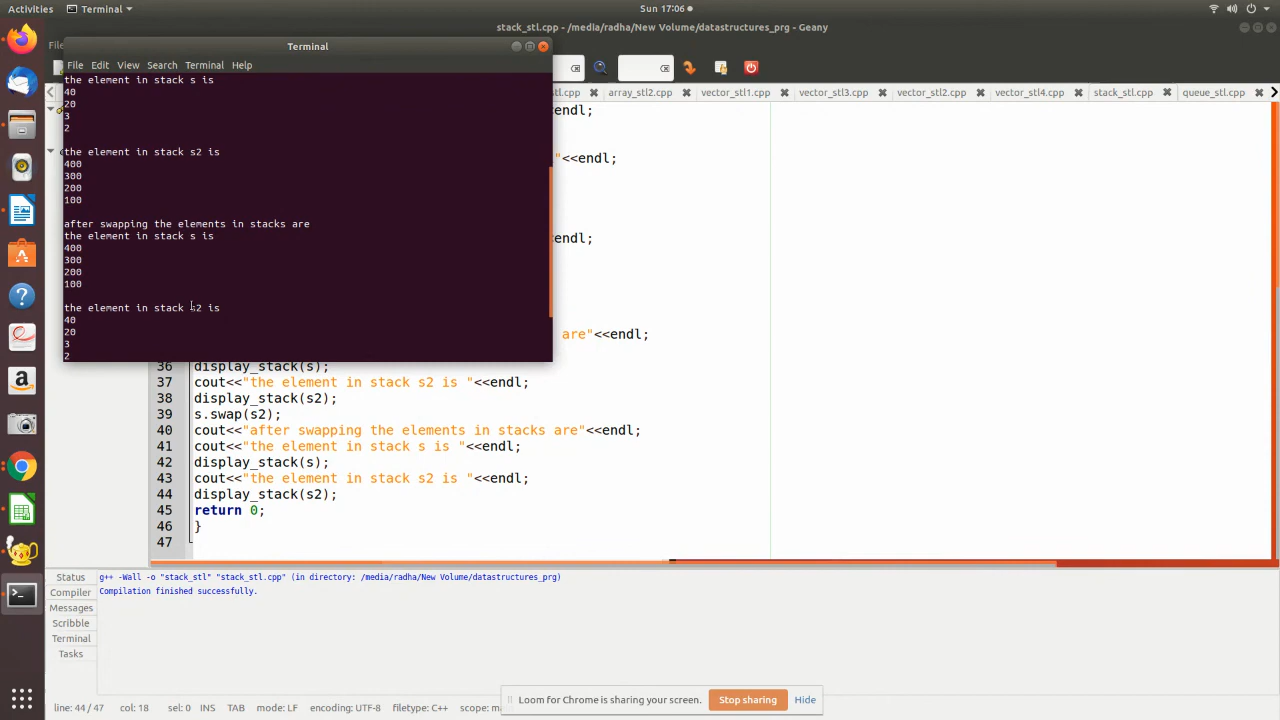 Activities Terminal Sun 17:06
stack_stl.cpp - /media/radha/New Volume/datastructures_prg - Geany
Terminal
File Edit View Search Terminal Help
array_stl2.cpp vector_stl1.cpp vector_stl3.cpp vector_stl2.cpp vector_stl4.cpp stack_stl.cpp queue_stl.cpp
the element in stack s is
40
20
3
2
the element in stack s2 is
400
300
200
100
after swapping the elements in stacks are
the element in stack s is
400
300
200
100
the element in stack s2 is
40
20
3
2
endl;
"<<endl;
endl;
are"<<endl;
36 display_stack(s);
37 cout<<"the element in stack s2 is "<<endl;
38 display_stack(s2);
39 s.swap(s2);
40 cout<<"after swapping the elements in stacks are"<<endl;
41 cout<<"the element in stack s is "<<endl;
42 display_stack(s);
43 cout<<"the element in stack s2 is "<<endl;
44 display_stack(s2);
45 return 0;
46 }
47
Status
Compiler
Messages
Scribble
Terminal
Tasks
g++ -Wall -o "stack_stl" "stack_stl.cpp" (in directory: /media/radha/New Volume/datastructures_prg)
Compilation finished successfully.
Loom for Chrome is sharing your screen. Stop sharing Hide
line: 44 / 47 col: 18 sel: 0 INS TAB mode: LF encoding: UTF-8 filetype: C++ scope: m